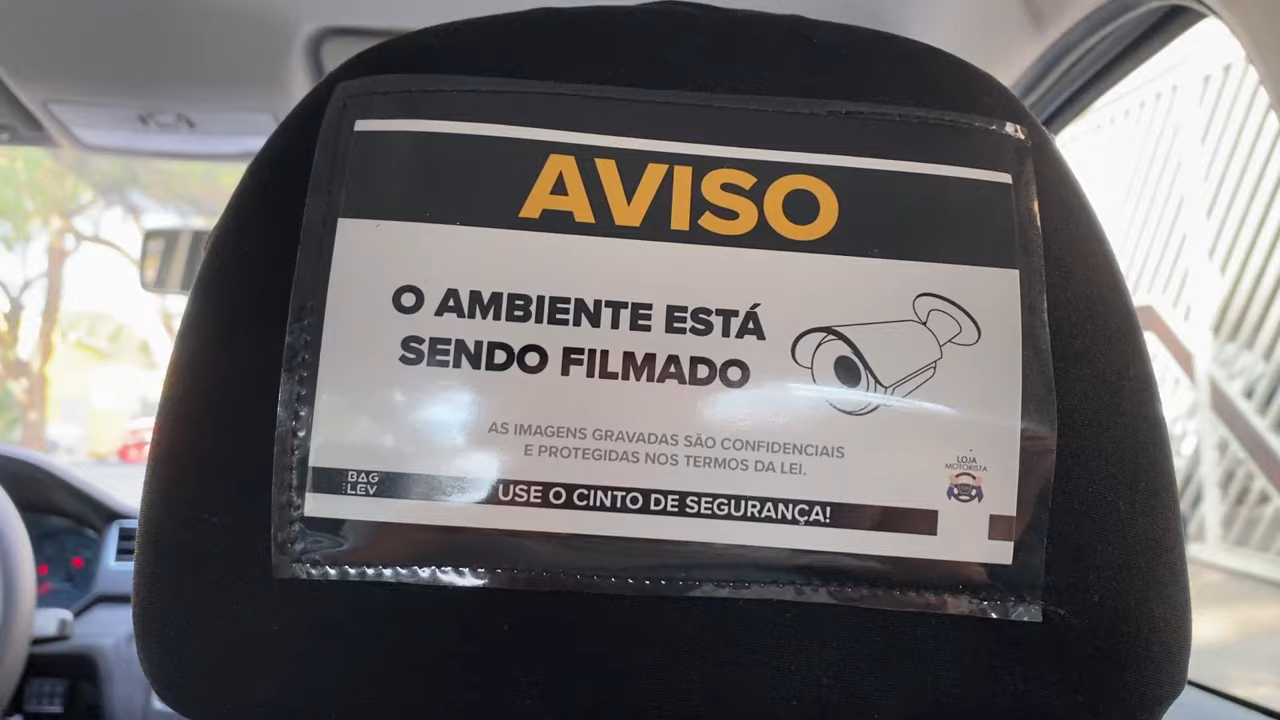 AVISO
O AMBIENTE ESTÁ
SENDO FILMADO
AS IMAGENS GRAVADAS SÃO CONFIDENCIAIS
E PROTEGIDAS NOS TERMOS DA LEI.
LOJA
MOTORISTA
BAG
LEV
USE O CINTO DE SEGURANÇA!